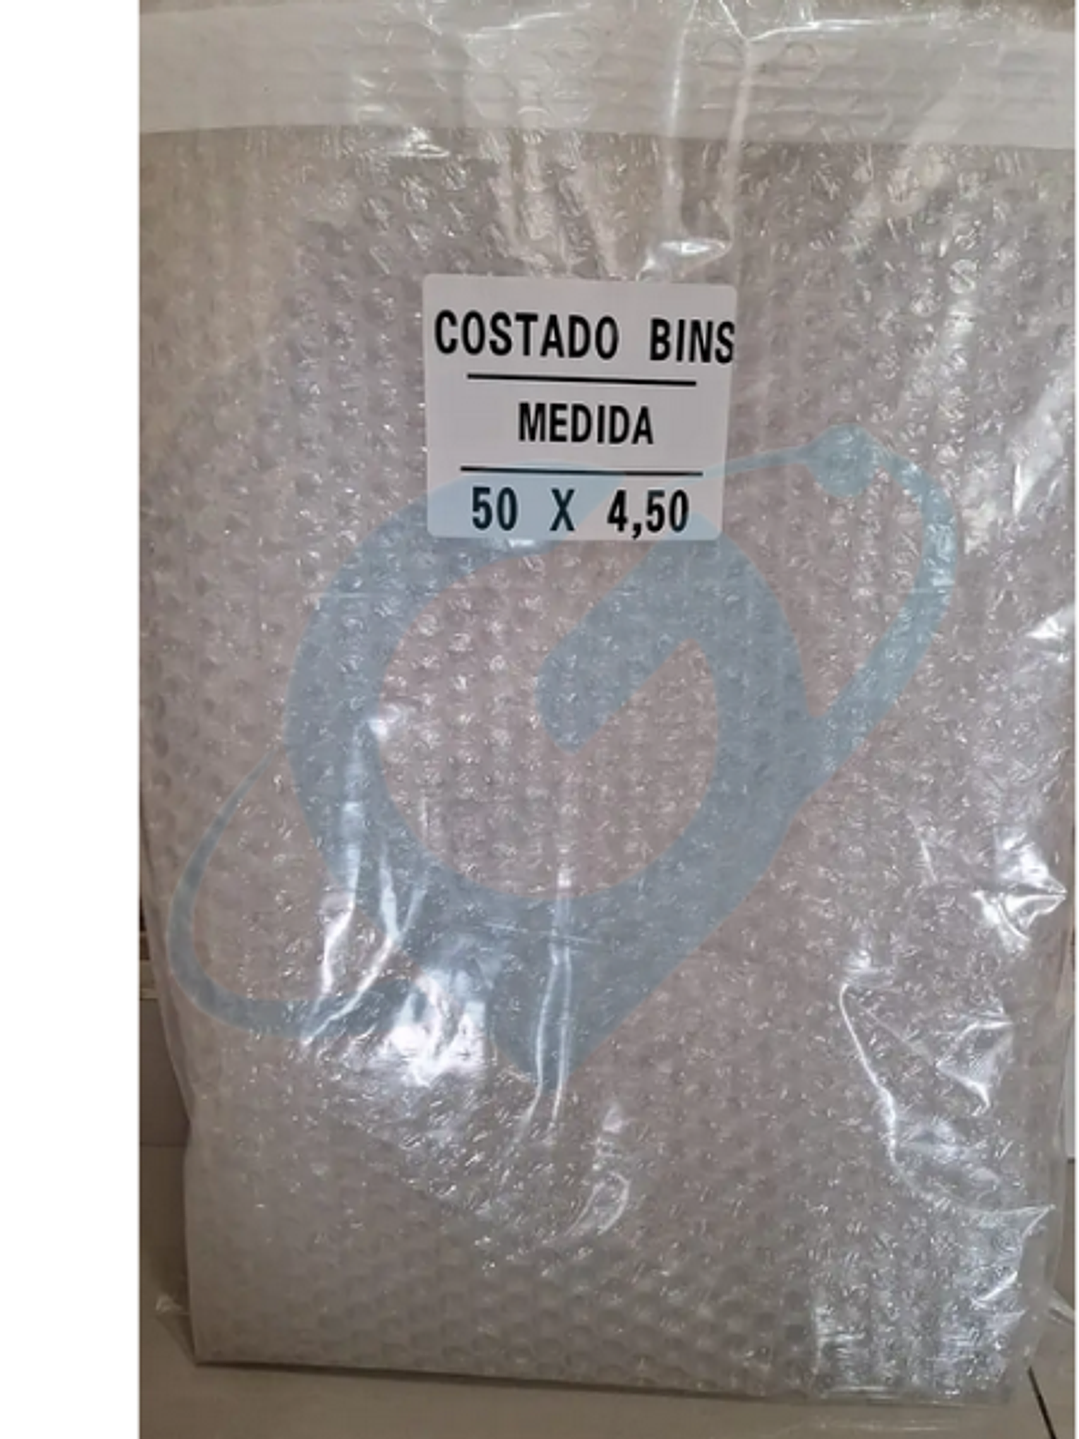 COSTADO BINS
MEDIDA
50 X 4,50